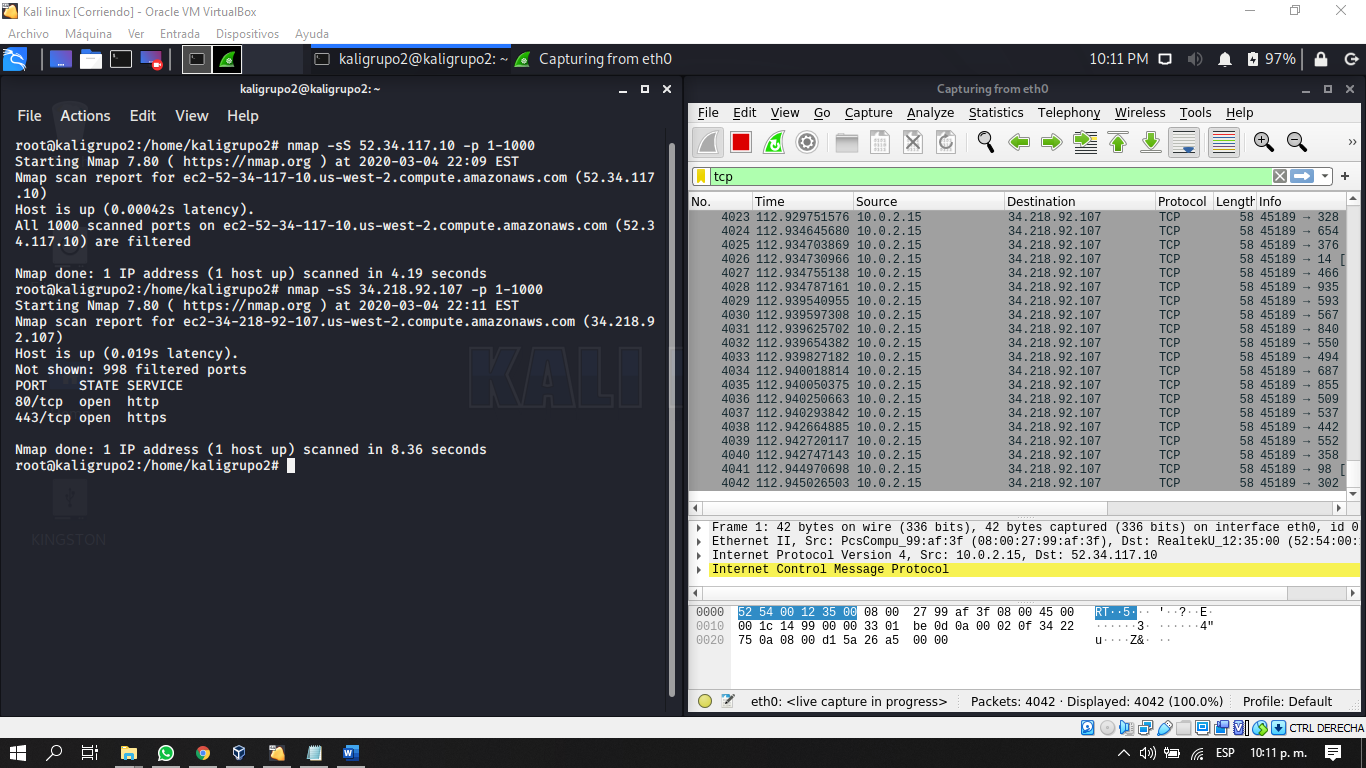 Kali linux [Corriendo] - Oracle VM VirtualBox
Archivo Máquina Ver Entrada Dispositivos Ayuda
kaligrupo2@kaligrupo2: ~ Capturing from eth0 10:11 PM 97%
kaligrupo2@kaligrupo2: ~
File Actions Edit View Help
root@kaligrupo2:/home/kaligrupo2# nmap -sS 52.34.117.10 -p 1-1000
Starting Nmap 7.80 ( https://nmap.org ) at 2020-03-04 22:09 EST
Nmap scan report for ec2-52-34-117-10.us-west-2.compute.amazonaws.com (52.34.117
.10)
Host is up (0.00042s latency).
All 1000 scanned ports on ec2-52-34-117-10.us-west-2.compute.amazonaws.com (52.3
4.117.10) are filtered
Nmap done: 1 IP address (1 host up) scanned in 4.19 seconds
root@kaligrupo2:/home/kaligrupo2# nmap -sS 34.218.92.107 -p 1-1000
Starting Nmap 7.80 ( https://nmap.org ) at 2020-03-04 22:11 EST
Nmap scan report for ec2-34-218-92-107.us-west-2.compute.amazonaws.com (34.218.9
2.107)
Host is up (0.019s latency).
Not shown: 998 filtered ports
PORT STATE SERVICE
80/tcp open http
443/tcp open https
Nmap done: 1 IP address (1 host up) scanned in 8.36 seconds
root@kaligrupo2:/home/kaligrupo2#
KALI
KINGSTON
Capturing from eth0
File Edit View Go Capture Analyze Statistics Telephony Wireless Tools Help
tcp
No. Time Source Destination Protocol Length Info
4023 112.929751576 10.0.2.15 34.218.92.107 TCP 58 45189 → 328
4024 112.934645680 10.0.2.15 34.218.92.107 TCP 58 45189 → 654
4025 112.934703869 10.0.2.15 34.218.92.107 TCP 58 45189 → 376
4026 112.934730966 10.0.2.15 34.218.92.107 TCP 58 45189 → 14 [
4027 112.934755138 10.0.2.15 34.218.92.107 TCP 58 45189 → 466
4028 112.934787161 10.0.2.15 34.218.92.107 TCP 58 45189 → 935
4029 112.939540955 10.0.2.15 34.218.92.107 TCP 58 45189 → 593
4030 112.939597308 10.0.2.15 34.218.92.107 TCP 58 45189 → 567
4031 112.939625702 10.0.2.15 34.218.92.107 TCP 58 45189 → 840
4032 112.939654382 10.0.2.15 34.218.92.107 TCP 58 45189 → 550
4033 112.939827182 10.0.2.15 34.218.92.107 TCP 58 45189 → 494
4034 112.940018814 10.0.2.15 34.218.92.107 TCP 58 45189 → 687
4035 112.940050375 10.0.2.15 34.218.92.107 TCP 58 45189 → 855
4036 112.940250663 10.0.2.15 34.218.92.107 TCP 58 45189 → 509
4037 112.940293842 10.0.2.15 34.218.92.107 TCP 58 45189 → 537
4038 112.942664885 10.0.2.15 34.218.92.107 TCP 58 45189 → 442
4039 112.942720117 10.0.2.15 34.218.92.107 TCP 58 45189 → 552
4040 112.942747143 10.0.2.15 34.218.92.107 TCP 58 45189 → 358
4041 112.944970698 10.0.2.15 34.218.92.107 TCP 58 45189 → 98 [
4042 112.945026503 10.0.2.15 34.218.92.107 TCP 58 45189 → 302
Frame 1: 42 bytes on wire (336 bits), 42 bytes captured (336 bits) on interface eth0, id 0
Ethernet II, Src: PcsCompu_99:af:3f (08:00:27:99:af:3f), Dst: RealtekU_12:35:00 (52:54:00:
Internet Protocol Version 4, Src: 10.0.2.15, Dst: 52.34.117.10
Internet Control Message Protocol
0000 52 54 00 12 35 00 08 00 27 99 af 3f 08 00 45 00 RT··5··· '··?··E·
0010 00 1c 14 99 00 00 33 01 be 0d 0a 00 02 0f 34 22 ······3· ······4"
0020 75 0a 08 00 d1 5a 26 a5 00 00 u····Z&· ··
eth0: <live capture in progress> Packets: 4042 · Displayed: 4042 (100.0%) Profile: Default
CTRL DERECHA
ESP 10:11 p. m.